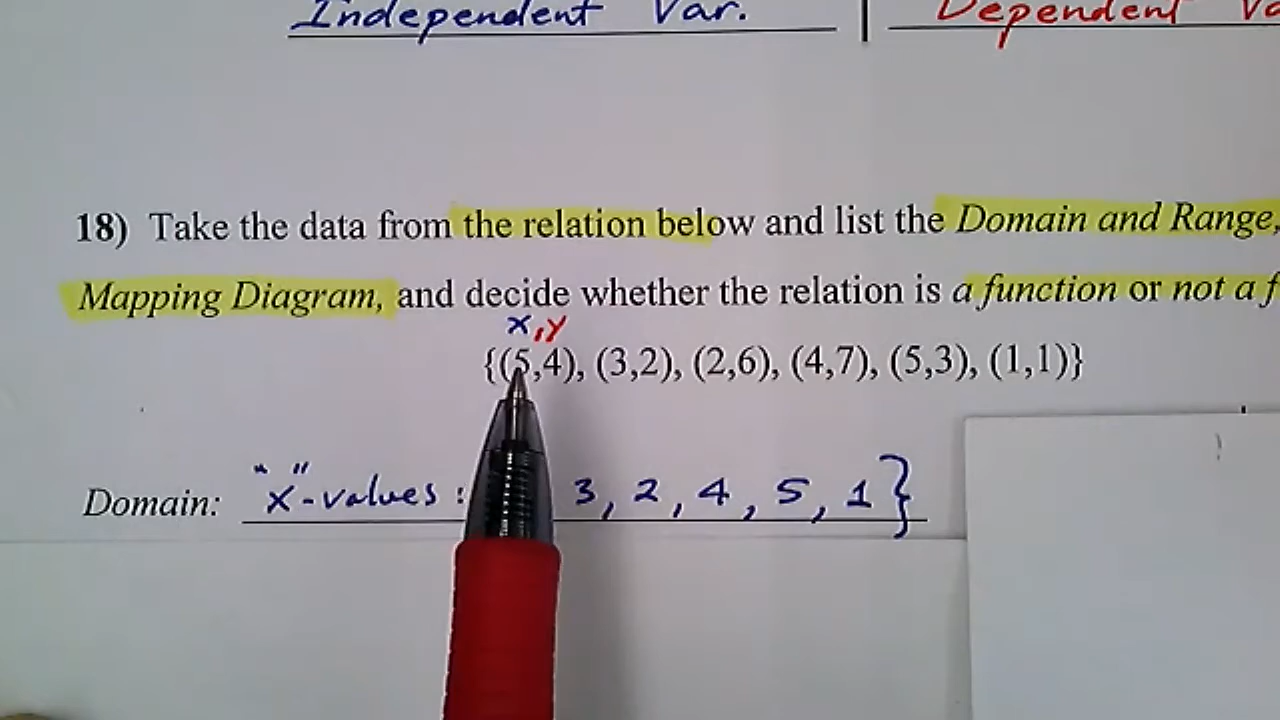 Independent Var.
Dependent
18) Take the data from the relation below and list the Domain and Range,
Mapping Diagram, and decide whether the relation is a function or not a f
x,y
{(5,4), (3,2), (2,6), (4,7), (5,3), (1,1)}
Domain: "x"-values : 3, 2, 4, 5, 1}